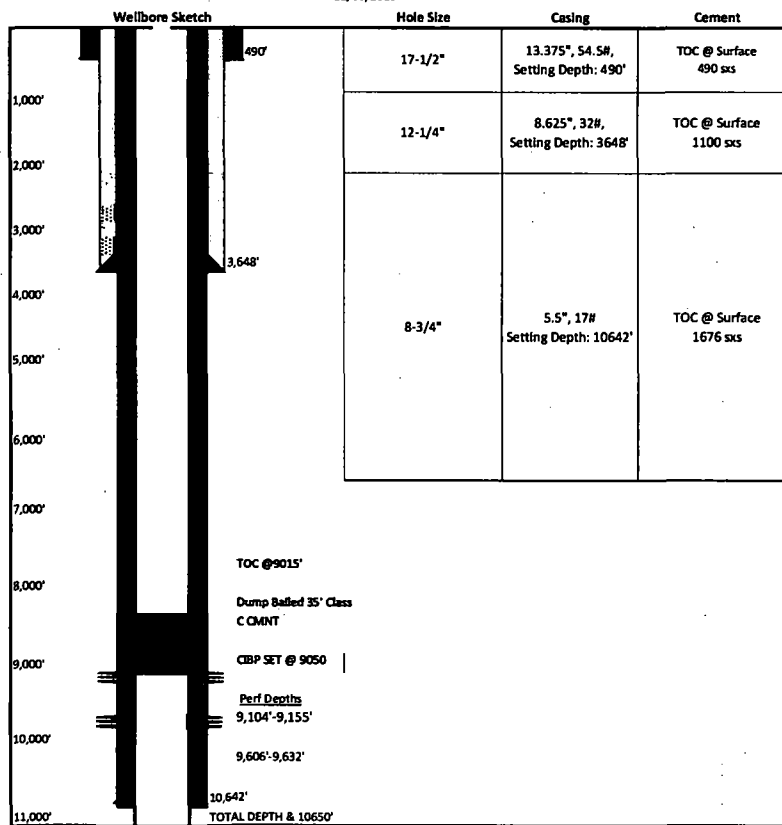 Wellbore Sketch
Hole Size
Casing
Cement
490'
17-1/2"
13.375", 54.5#,
Setting Depth: 490'
TOC @ Surface
490 sxs
1,000'
12-1/4"
8.625", 32#,
Setting Depth: 3648'
TOC @ Surface
1100 sxs
2,000'
3,000'
3,648'
4,000'
8-3/4"
5.5", 17#
Setting Depth: 10642'
TOC @ Surface
1676 sxs
5,000'
6,000'
7,000'
TOC @9015'
8,000'
Dump Bailed 35' Class
C CMNT
9,000'
CIBP SET @ 9050
Perf Depths
9,104'-9,155'
10,000'
9,606'-9,632'
10,642'
11,000'
TOTAL DEPTH & 10650'